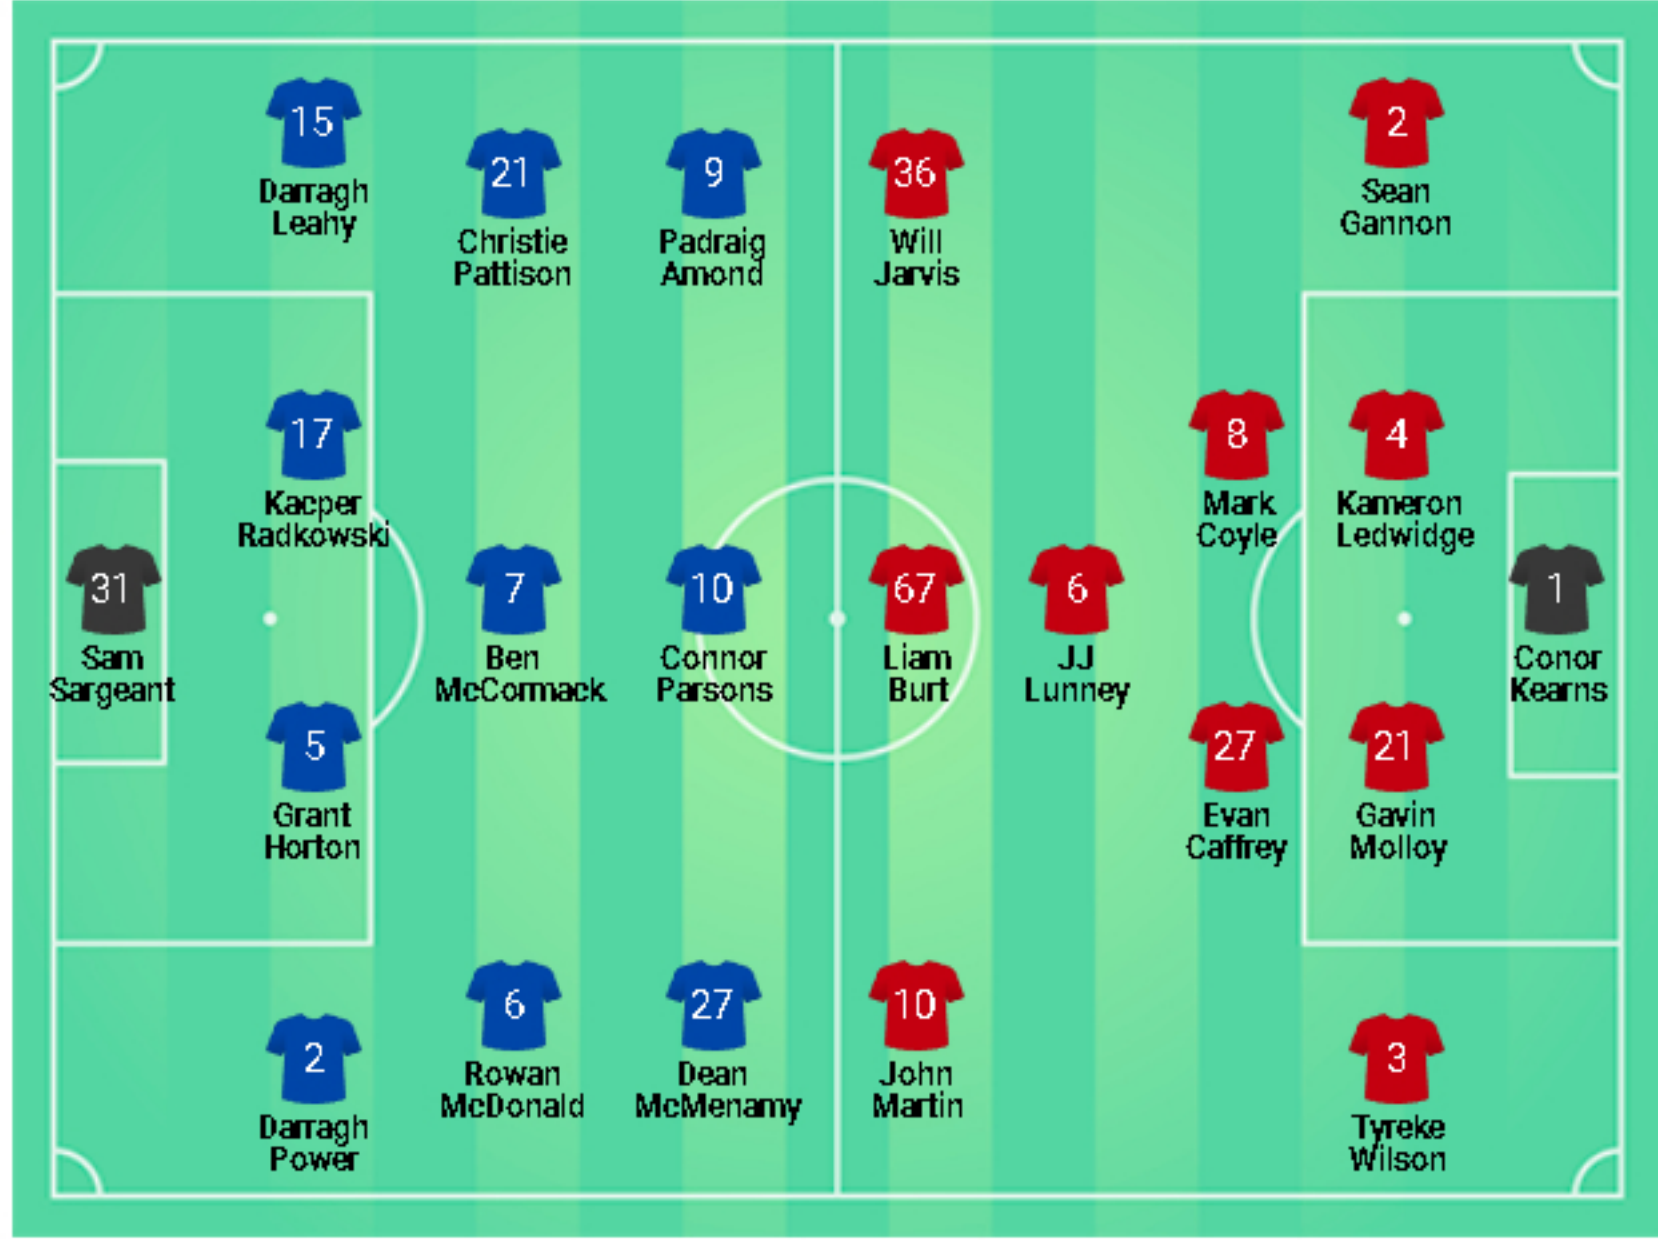 15
Darragh
Leahy
21
Christie
Pattison
9
Padraig
Amond
36
Will
Jarvis
2
Sean
Gannon
17
Kacper
Radkowski
8
Mark
Coyle
4
Kameron
Ledwidge
31
Sam
Sargeant
7
Ben
McCormack
10
Connor
Parsons
67
Liam
Burt
6
JJ
Lunney
1
Conor
Kearns
5
Grant
Horton
27
Evan
Caffrey
21
Gavin
Molloy
2
Darragh
Power
6
Rowan
McDonald
27
Dean
McMenamy
10
John
Martin
3
Tyreke
Wilson